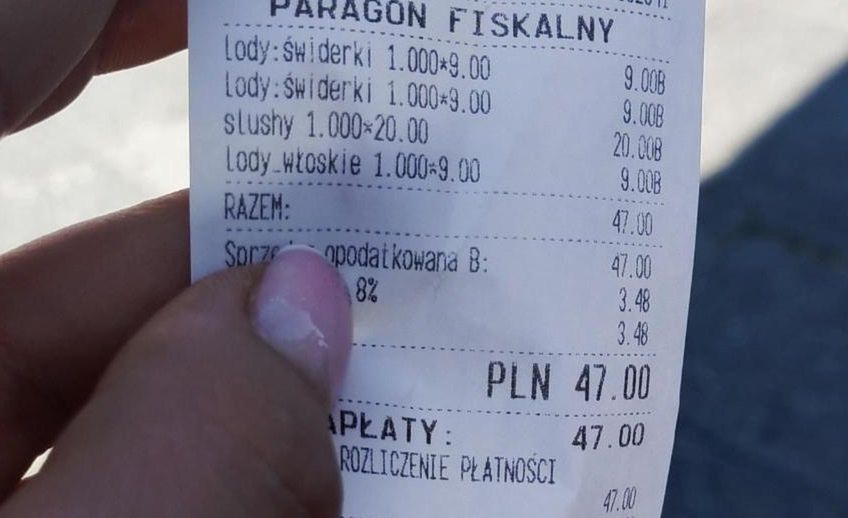 PARAGON FISKALNY
lody:świderki 1.000*9.00 9.00B
lody:świderki 1.000*9.00 9.00B
slushy 1.000*20.00 20.00B
lody_włoskie 1.000*9.00 9.00B
RAZEM: 47.00
opodatkowana B: 47.00
8% 3.48
3.48
PLN 47.00
APŁATY: 47.00
ROZLICZENIE PŁATNOŚCI
47.00